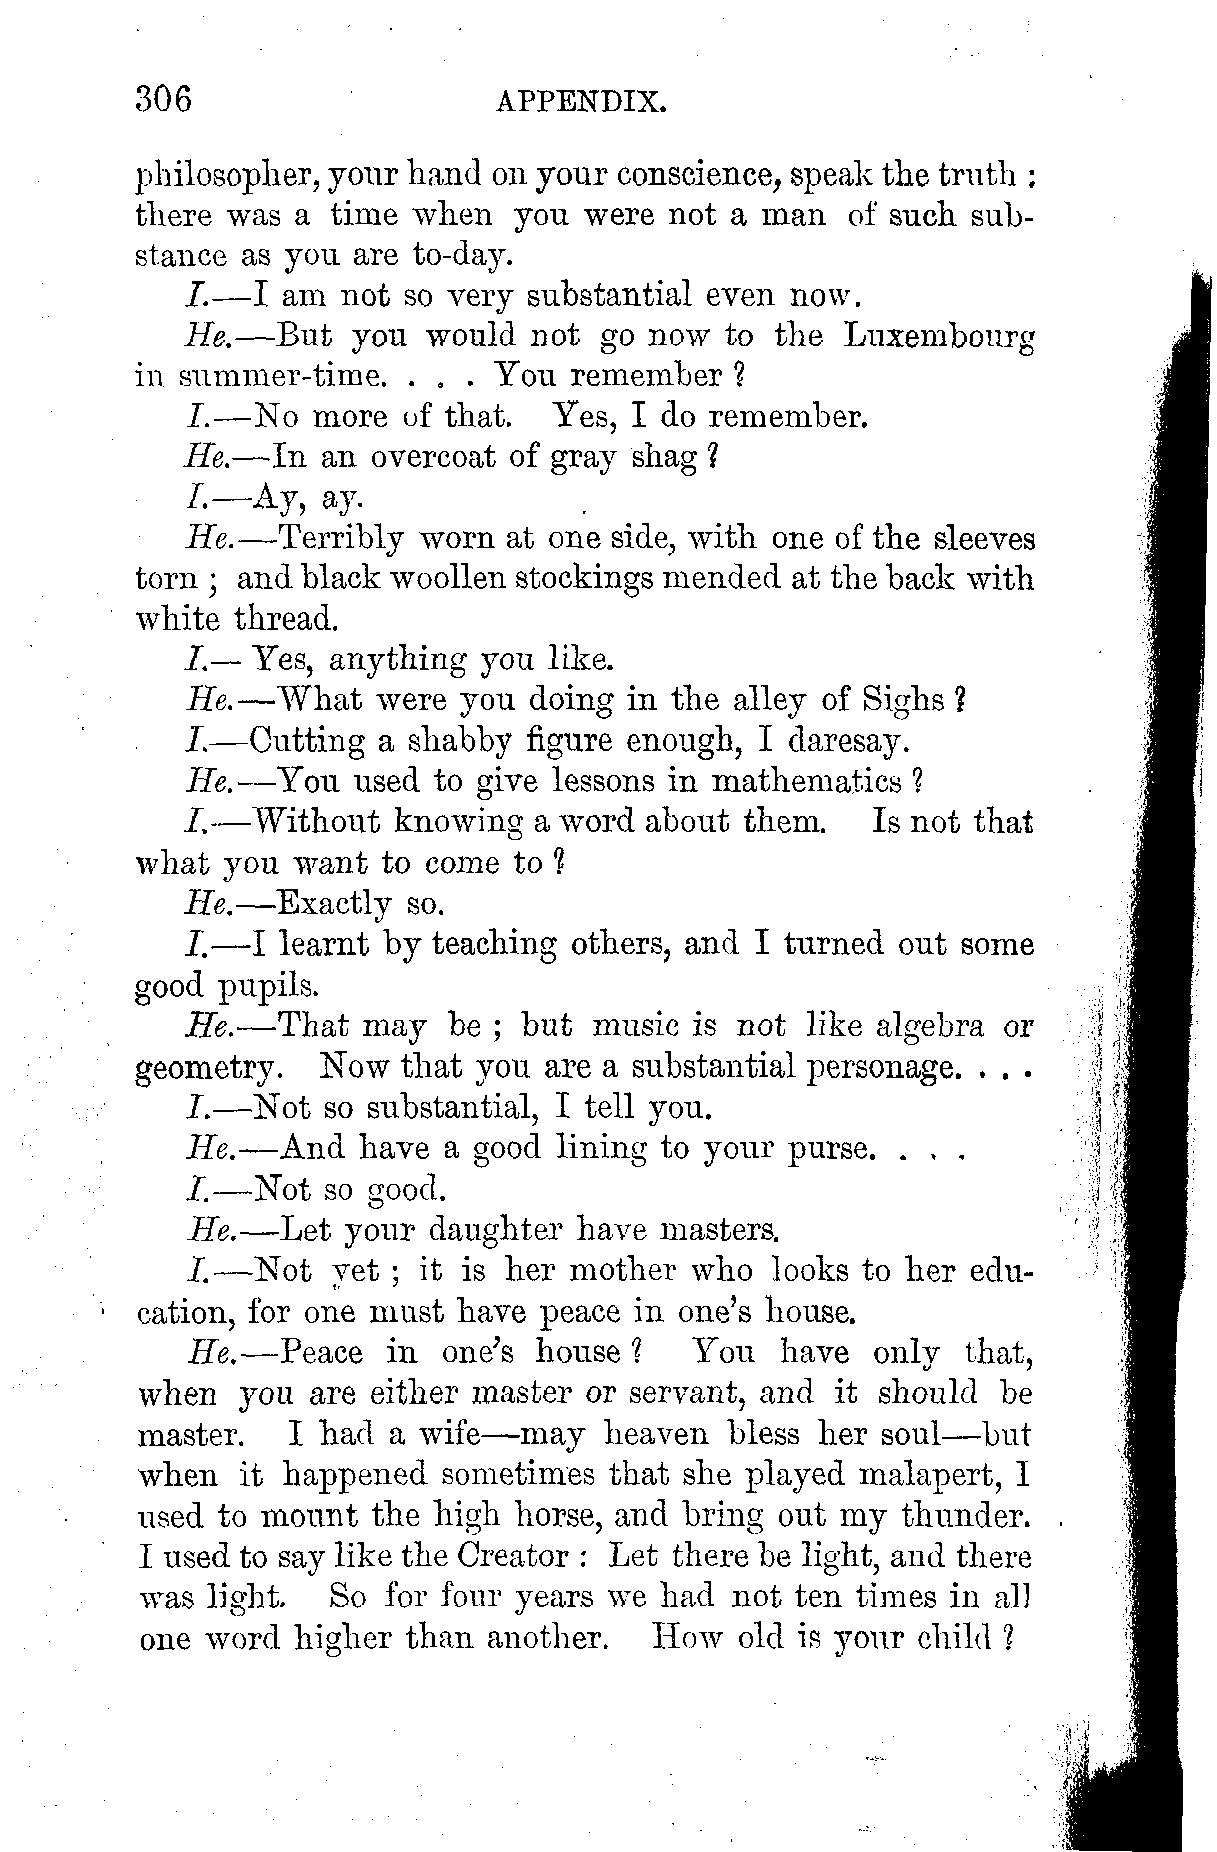 306 APPENDIX.
philosopher, your hand on your conscience, speak the truth :
there was a time when you were not a man of such sub-
stance as you are to-day.
I.—I am not so very substantial even now.
He.—But you would not go now to the Luxembourg
in summer-time. . . . You remember ?
I.—No more of that. Yes, I do remember.
He.—In an overcoat of gray shag ?
I.—Ay, ay.
He.—Terribly worn at one side, with one of the sleeves
torn ; and black woollen stockings mended at the back with
white thread.
I.— Yes, anything you like.
He.—What were you doing in the alley of Sighs ?
I.—Cutting a shabby figure enough, I daresay.
He.—You used to give lessons in mathematics ?
I.—Without knowing a word about them. Is not that
what you want to come to ?
He.—Exactly so.
I.—I learnt by teaching others, and I turned out some
good pupils.
He.—That may be ; but music is not like algebra or
geometry. Now that you are a substantial personage. . . .
I.—Not so substantial, I tell you.
He.—And have a good lining to your purse. . . .
I.—Not so good.
He.—Let your daughter have masters.
I.—Not yet ; it is her mother who looks to her edu-
cation, for one must have peace in one's house.
He.—Peace in one's house ? You have only that,
when you are either master or servant, and it should be
master. I had a wife—may heaven bless her soul—but
when it happened sometimes that she played malapert, I
used to mount the high horse, and bring out my thunder.
I used to say like the Creator : Let there be light, and there
was light. So for four years we had not ten times in all
one word higher than another. How old is your child ?